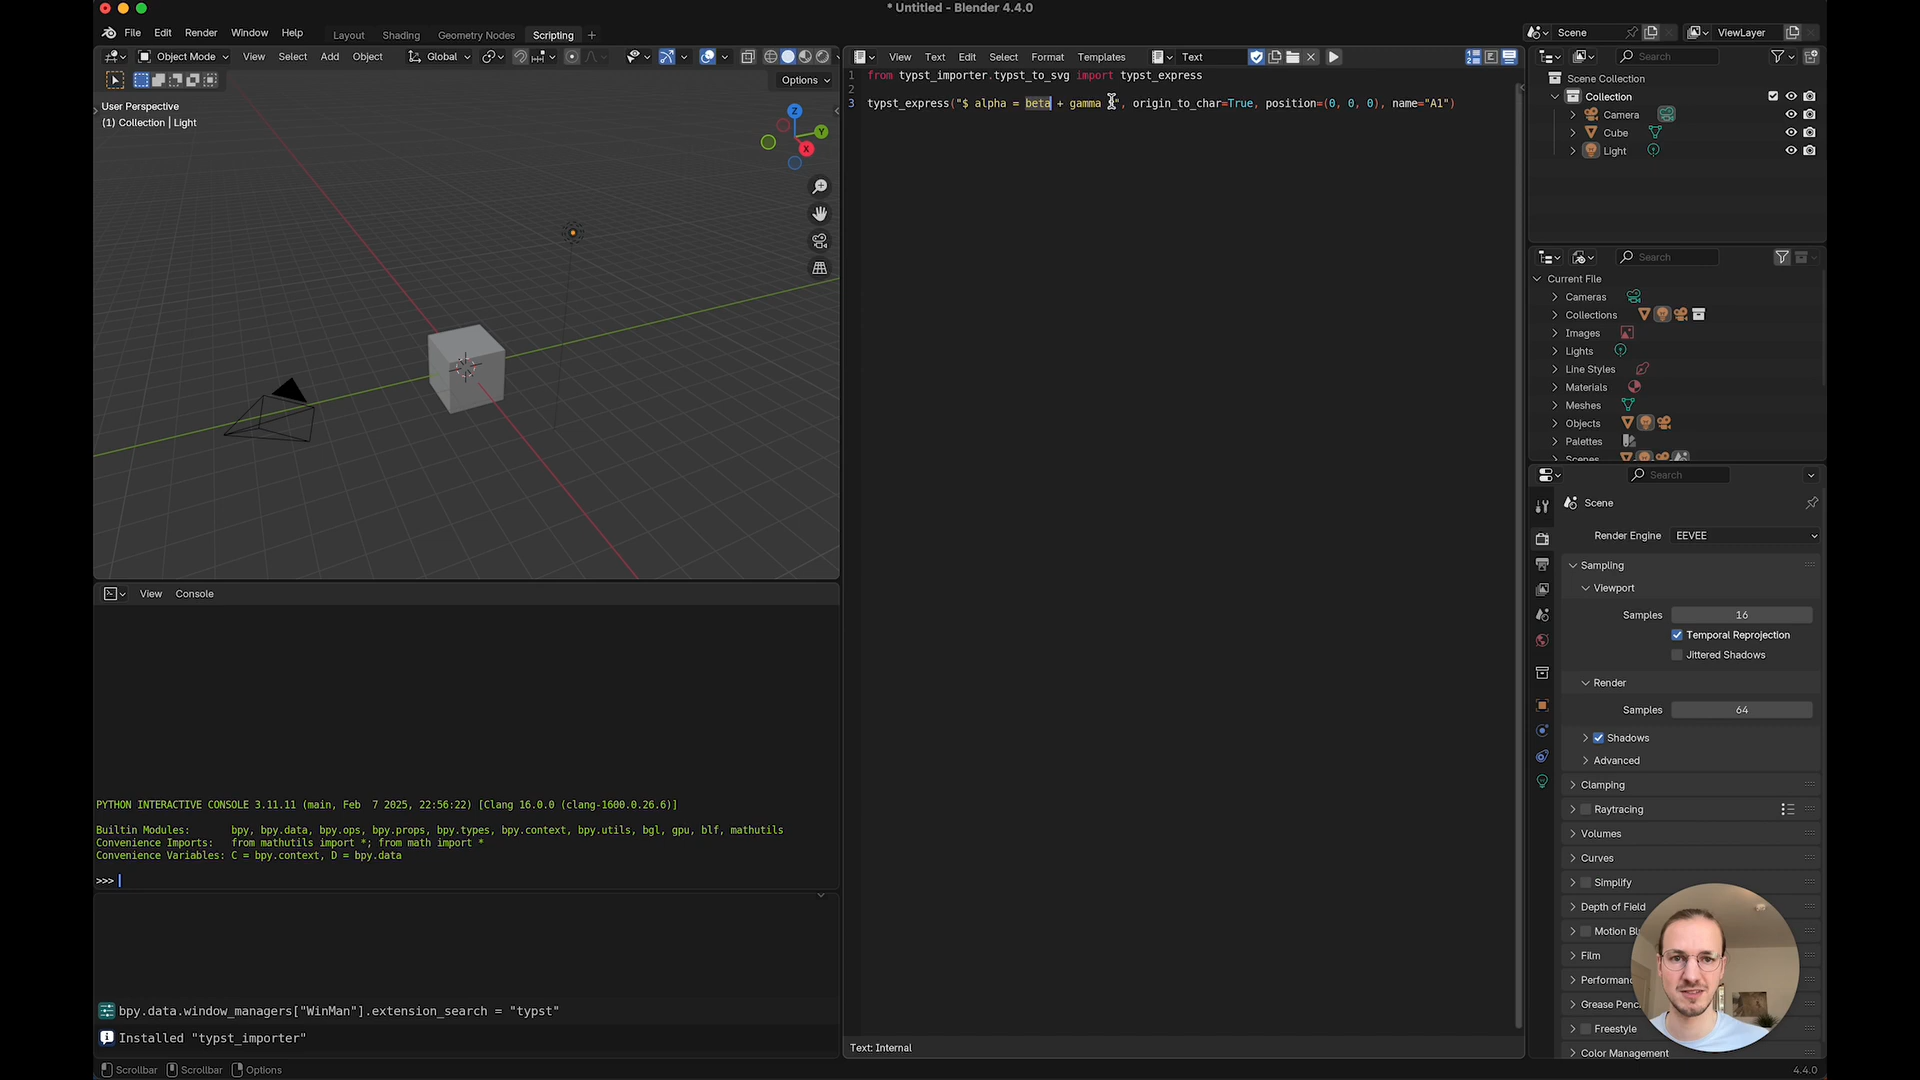 * Untitled - Blender 4.4.0
File Edit Render Window Help
Layout Shading Geometry Nodes Scripting +
Scene
ViewLayer
Object Mode View Select Add Object Global
View Text Edit Select Format Templates Text
Search
Options
User Perspective
(1) Collection | Light
Z
Y
X
1 from typst_importer.typst_to_svg import typst_express
2
3 typst_express("$ alpha = beta + gamma $", origin_to_char=True, position=(0, 0, 0), name="A1")
Scene Collection
Collection
Camera
Cube
Light
Search
Current File
Cameras
Collections
Images
Lights
Line Styles
Materials
Meshes
Objects
Palettes
Scenes
Search
Scene
Render Engine EEVEE
Sampling
Viewport
Samples 16
Temporal Reprojection
Jittered Shadows
Render
Samples 64
Shadows
Advanced
Clamping
Raytracing
Volumes
Curves
Simplify
Depth of Field
Motion Bl
Film
Performanc
Grease Penc
Freestyle
Color Management
View Console
PYTHON INTERACTIVE CONSOLE 3.11.11 (main, Feb  7 2025, 22:56:22) [Clang 16.0.0 (clang-1600.0.26.6)]
Builtin Modules:       bpy, bpy.data, bpy.ops, bpy.props, bpy.types, bpy.context, bpy.utils, bgl, gpu, blf, mathutils
Convenience Imports:   from mathutils import *; from math import *
Convenience Variables: C = bpy.context, D = bpy.data
>>>
bpy.data.window_managers["WinMan"].extension_search = "typst"
Installed "typst_importer"
Text: Internal
Scrollbar Scrollbar Options
4.4.0